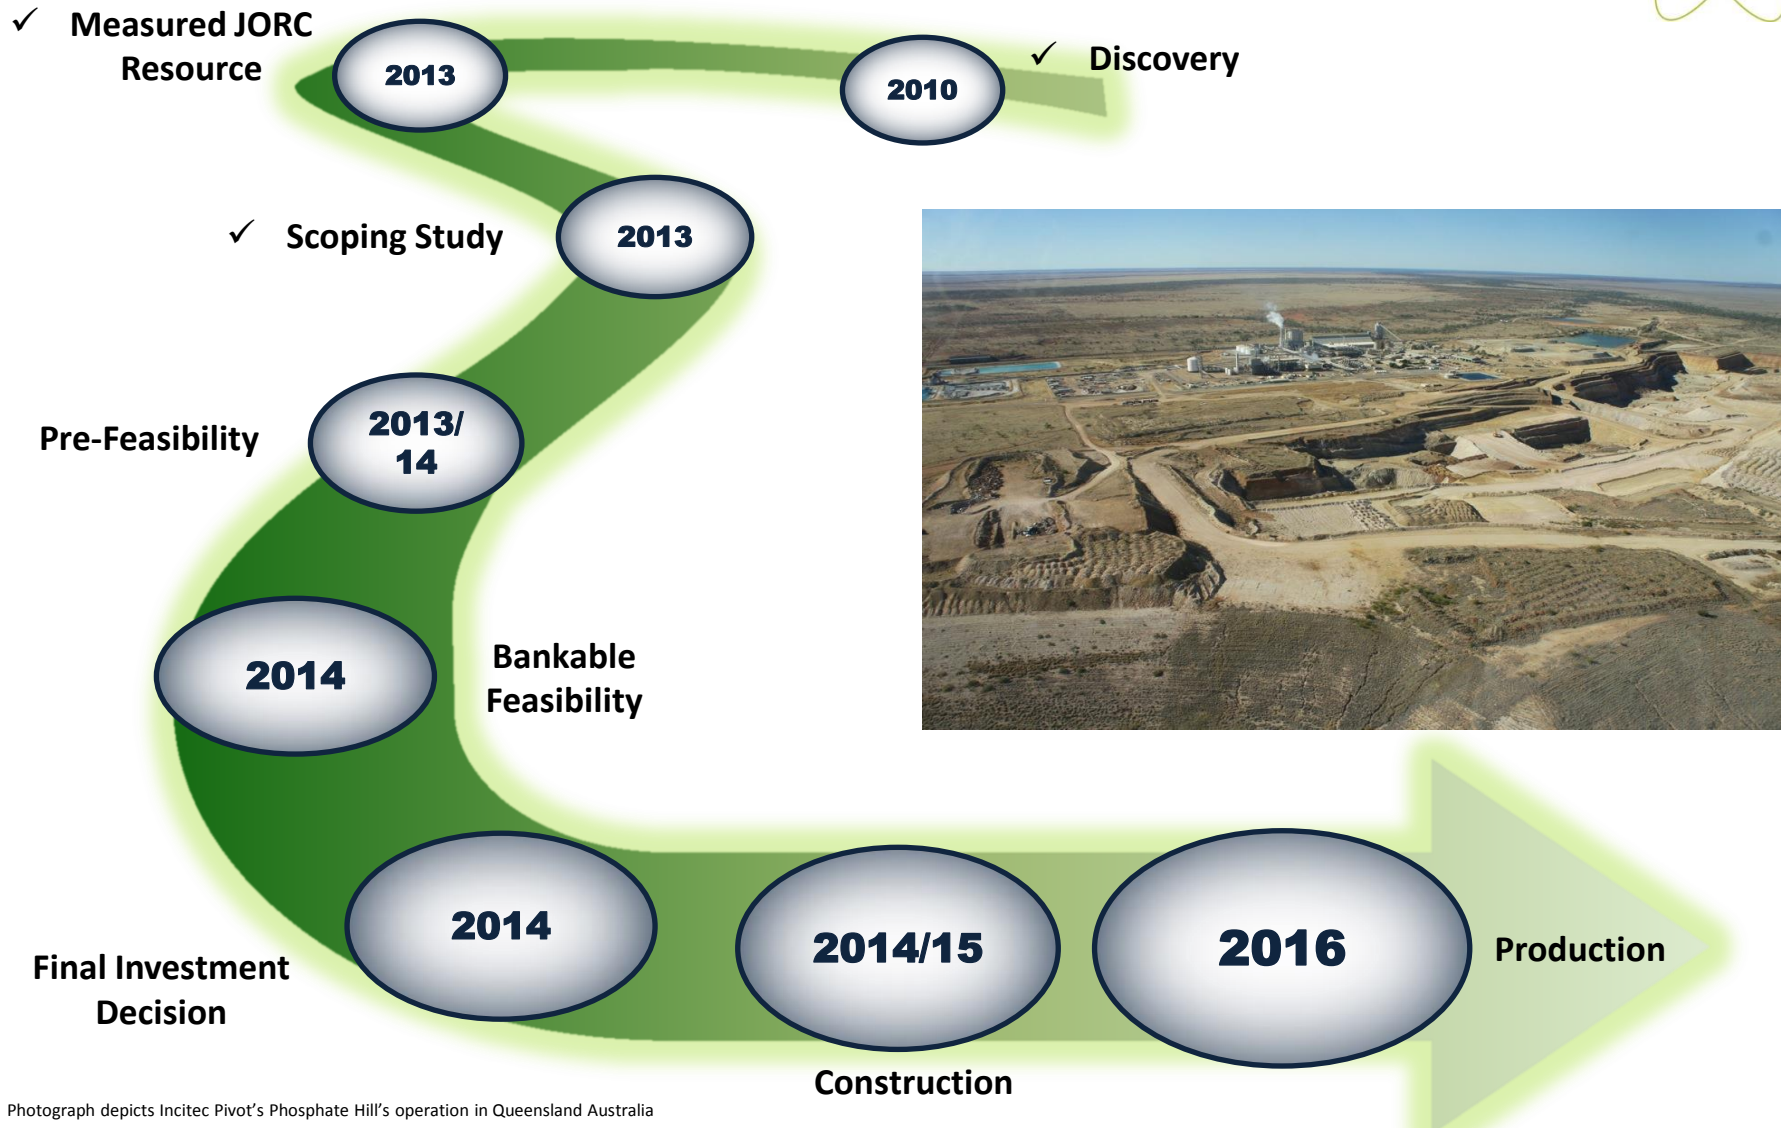 ✓ Measured JORC
Resource
2013
2010
✓ Discovery
✓ Scoping Study
2013
Pre-Feasibility
2013/
14
2014
Bankable
Feasibility
Final Investment
Decision
2014
2014/15
Construction
2016
Production
Photograph depicts Incitec Pivot’s Phosphate Hill’s operation in Queensland Australia